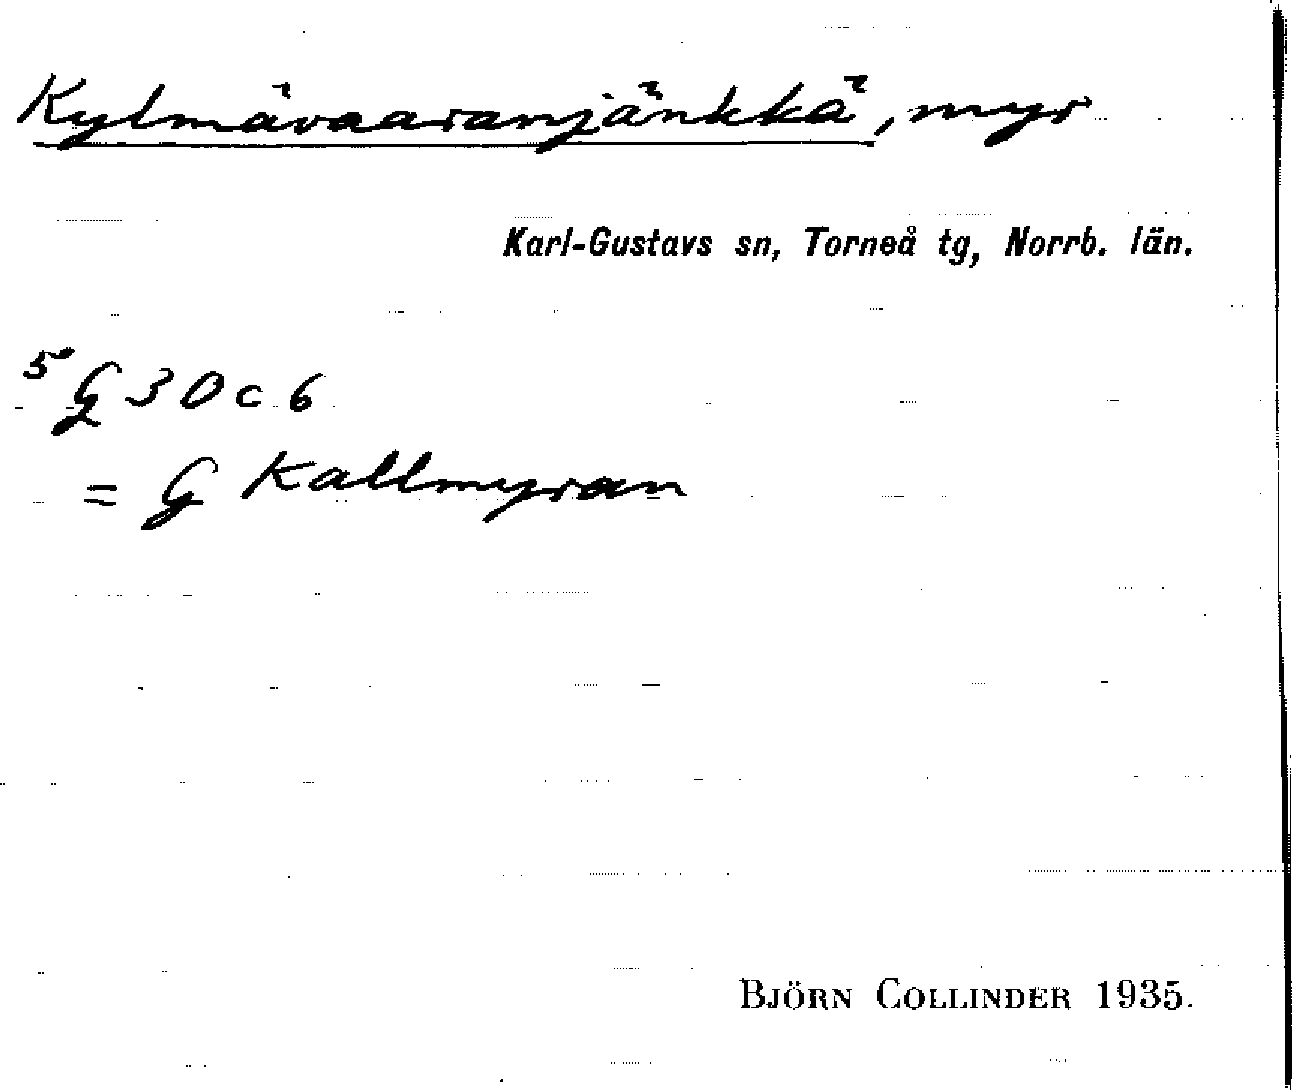 Kylmävaaranjänkkä, myr
Karl-Gustavs sn, Torneå tg, Norrb. län.
5 G 30 c 6
= G Kallmyran
BJÖRN COLLINDER 1935.